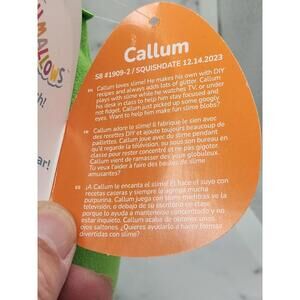 MALLOWS
Callum
S8 #1909-2 / SQUISHDATE 12.14.2023
EN Callum loves slime! He makes his own with DIY
recipes and always adds lots of glitter. Callum
plays with slime while he watches TV, or under
his desk in class to help him stay focused and
not fidget. Callum just picked up some googly
eyes. Want to help him make fun slime blobs?
FR Callum adore le slime! Il fabrique le sien avec
des recettes DIY et ajoute toujours beaucoup de
paillettes. Callum joue avec du slime pendant
qu'il regarde la télévision, ou sous son bureau en
classe pour rester concentré et ne pas gigoter.
Callum vient de ramasser des yeux globuleux.
Tu veux l'aider à faire des boules de slime
amusantes?
ES ¡A Callum le encanta el slime! Él hace el suyo con
recetas caseras y siempre la agrega mucha
purpurina. Callum juega con slime mientras ve la
televisión, o debajo de su escritorio en clase
porque lo ayuda a mantenerse concentrado y no
estar inquieto. Callum acaba de obtener unos
ojos saltones. ¿Quieres ayudarlo a hacer formas
divertidas con slime?